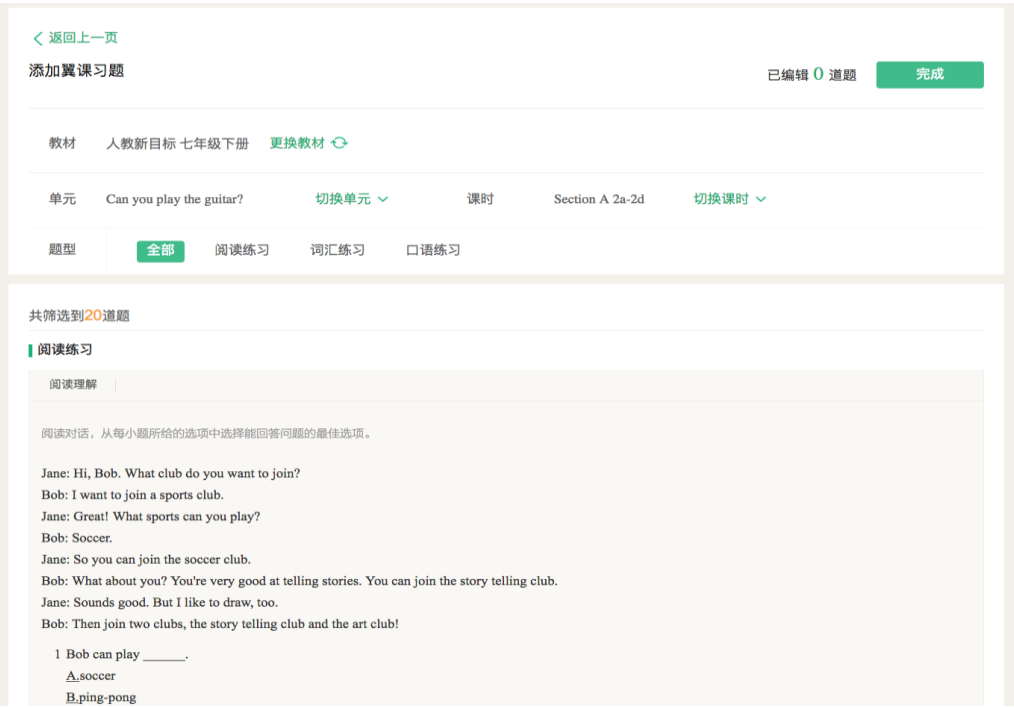 返回上一页
添加翼课习题
已编辑 0 道题 完成
教材 人教新目标 七年级下册 更换教材
单元 Can you play the guitar? 切换单元 课时 Section A 2a-2d 切换课时
题型 全部 阅读练习 词汇练习 口语练习
共筛选到20道题
阅读练习
阅读理解
阅读对话，从每小题所给的选项中选择能回答问题的最佳选项。
Jane: Hi, Bob. What club do you want to join?
Bob: I want to join a sports club.
Jane: Great! What sports can you play?
Bob: Soccer.
Jane: So you can join the soccer club.
Bob: What about you? You're very good at telling stories. You can join the story telling club.
Jane: Sounds good. But I like to draw, too.
Bob: Then join two clubs, the story telling club and the art club!
1 Bob can play ______.
A.soccer
B.ping-pong